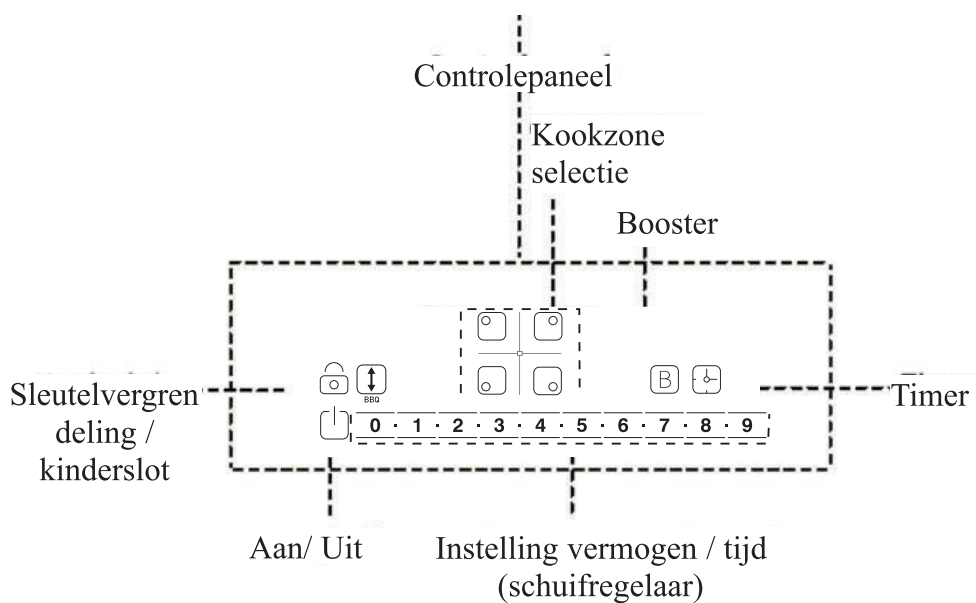 Controlepaneel
Kookzone
selectie
Booster
BBQ
B
Sleutelvergren
deling /
kinderslot
Timer
0 · 1 · 2 · 3 · 4 · 5 · 6 · 7 · 8 · 9
Aan/ Uit
Instelling vermogen / tijd
(schuifregelaar)